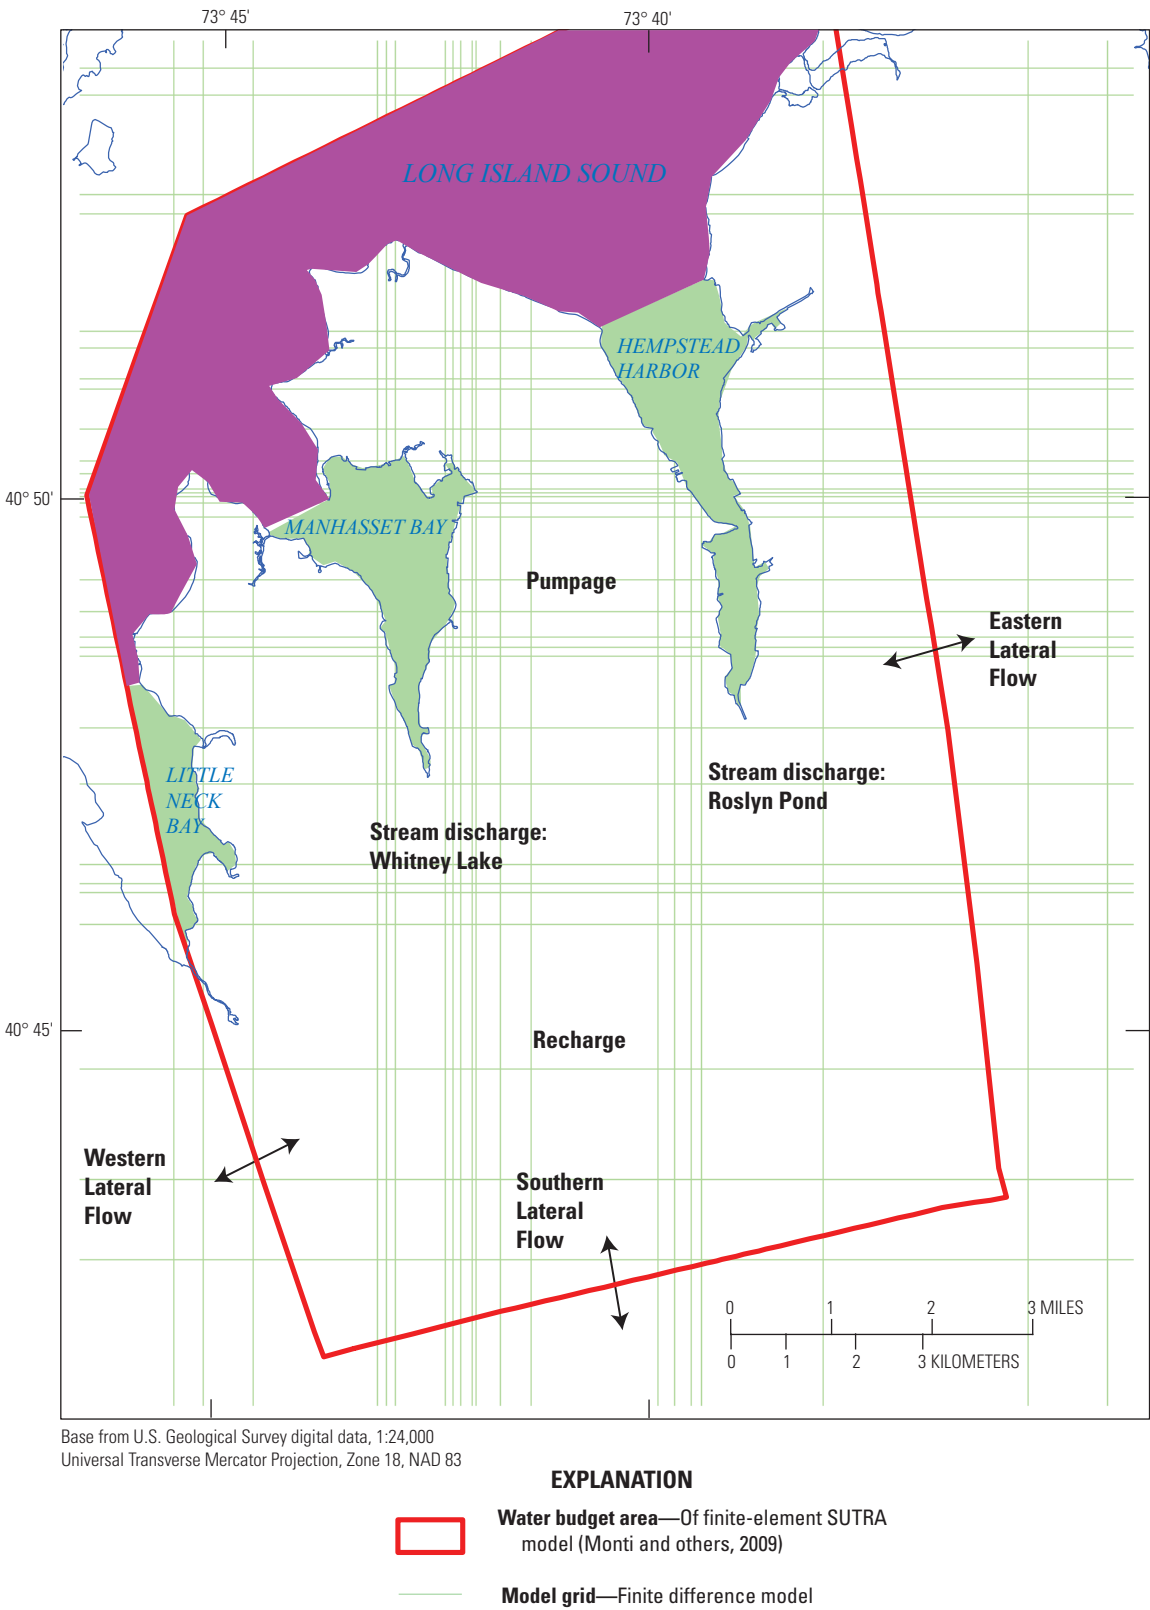 73° 45'
73° 40'
LONG ISLAND SOUND
HEMPSTEAD
HARBOR
40° 50'
MANHASSET BAY
Pumpage
Eastern
Lateral
Flow
LITTLE
NECK
BAY
Stream discharge:
Roslyn Pond
Stream discharge:
Whitney Lake
40° 45'
Recharge
Western
Lateral
Flow
Southern
Lateral
Flow
0 1 2 3 MILES
0 1 2 3 KILOMETERS
Base from U.S. Geological Survey digital data, 1:24,000
Universal Transverse Mercator Projection, Zone 18, NAD 83
EXPLANATION
Water budget area—Of finite-element SUTRA
model (Monti and others, 2009)
Model grid—Finite difference model